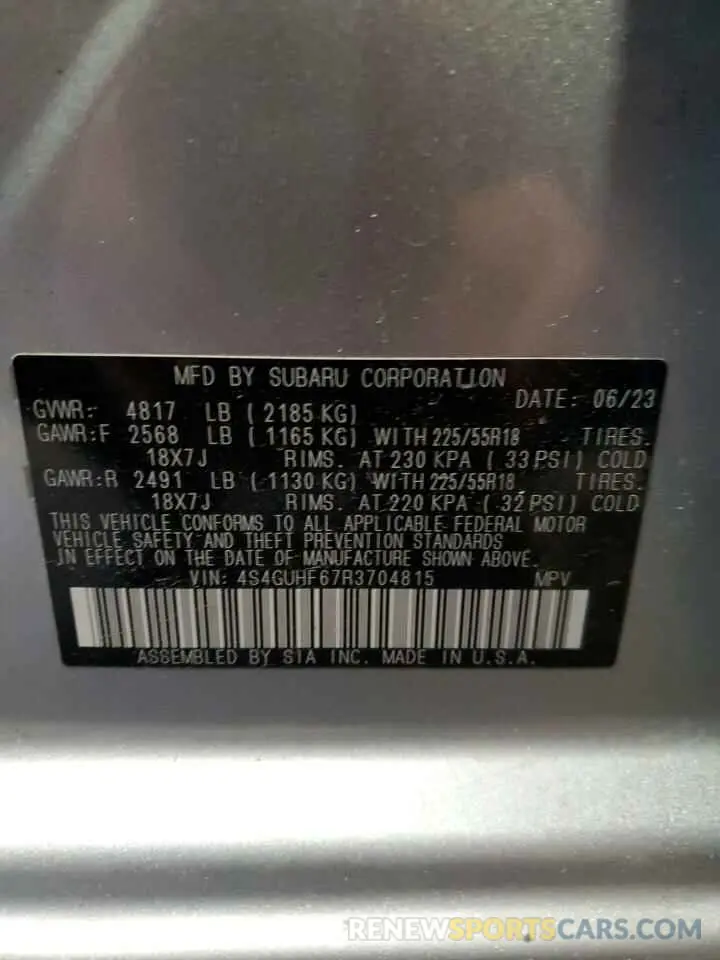 MFD BY SUBARU CORPORATION
DATE: 06/23
GVWR: 4817 LB ( 2185 KG)
GAWR:F 2568 LB ( 1165 KG) WITH 225/55R18 TIRES.
18X7J RIMS. AT 230 KPA ( 33 PSI) COLD
GAWR:R 2491 LB ( 1130 KG) WITH 225/55R18 TIRES.
18X7J RIMS. AT 220 KPA ( 32 PSI) COLD
THIS VEHICLE CONFORMS TO ALL APPLICABLE FEDERAL MOTOR
VEHICLE SAFETY AND THEFT PREVENTION STANDARDS
IN EFFECT ON THE DATE OF MANUFACTURE SHOWN ABOVE.
VIN: 4S4GUHF67R3704815 MPV
ASSEMBLED BY SIA INC. MADE IN U.S.A.
RENEWSPORTSCARS.COM